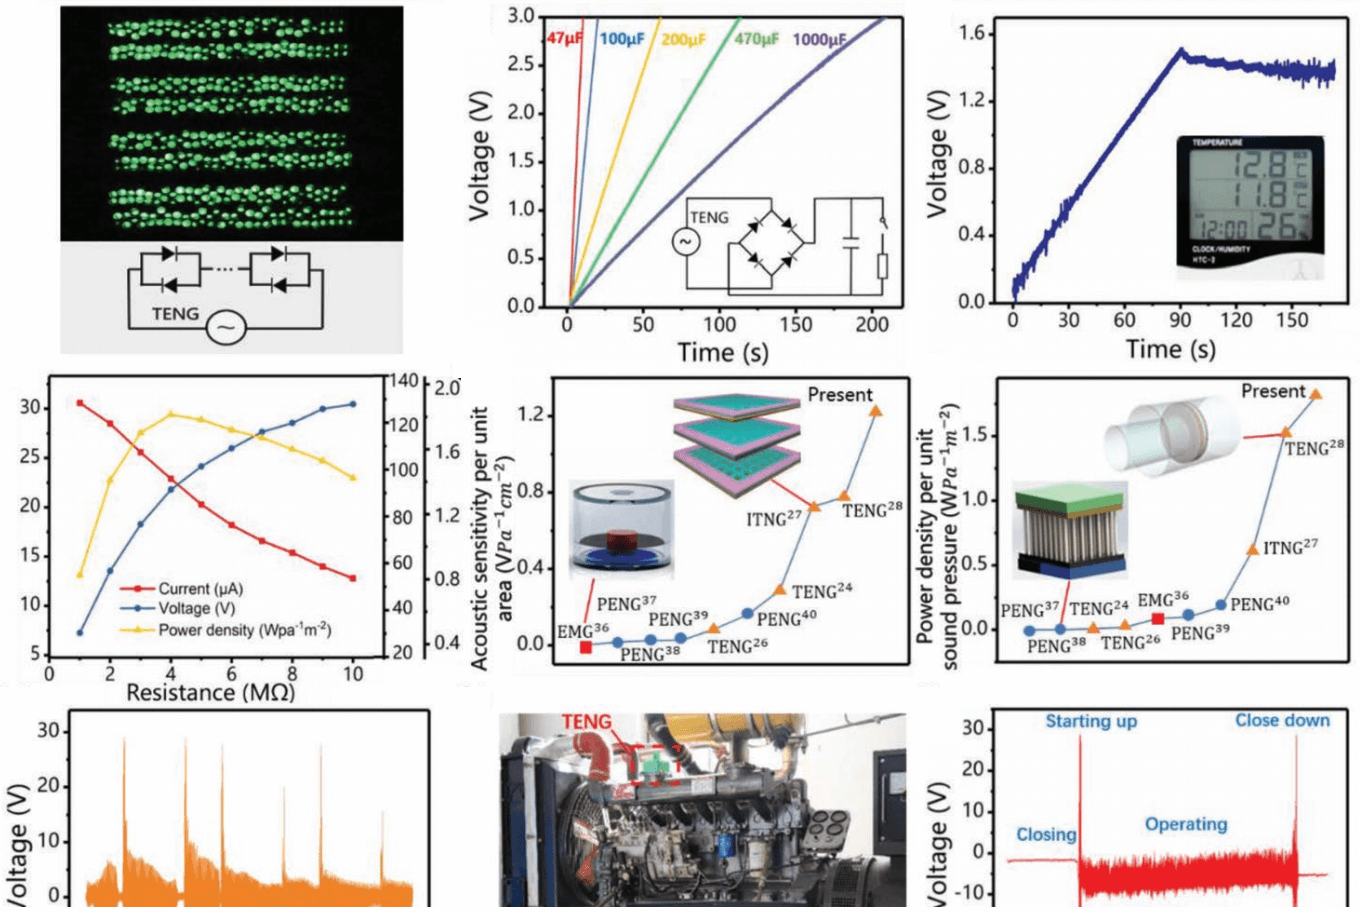 TENG
~
3.0
2.5
2.0
1.5
1.0
0.5
0.0
Voltage (V)
47μF 100μF 200μF 470μF 1000μF
TENG
~
0 50 100 150 200
Time (s)
1.6
1.2
0.8
0.4
0.0
Voltage (V)
TEMPERATURE
12.8 °C
11.8 °C
12:00 26
CLOCK/HUMIDITY
HTC-2
0 30 60 90 120 150
Time (s)
30
25
20
15
10
5
Current (μA)
Voltage (V)
Power density (Wpa⁻¹m⁻²)
0 2 4 6 8 10
Resistance (MΩ)
140
120
100
80
60
40
20
2.0
1.6
1.2
0.8
0.4
Acoustic sensitivity per unit
area (VPa⁻¹cm⁻²)
1.2
0.8
0.4
0.0
Present
ITNG²⁷
TENG²⁸
TENG²⁴
PENG³⁷
PENG³⁹
PENG⁴⁰
EMG³⁶
PENG³⁸
TENG²⁶
Power density per unit
sound pressure (WPa⁻¹m⁻²)
1.5
1.0
0.5
0.0
Present
TENG²⁸
ITNG²⁷
PENG³⁷
TENG²⁴
EMG³⁶
PENG⁴⁰
PENG³⁸
TENG²⁶
PENG³⁹
30
20
10
0
Voltage (V)
TENG
30
20
10
0
-10
Voltage (V)
Starting up
Close down
Closing
Operating